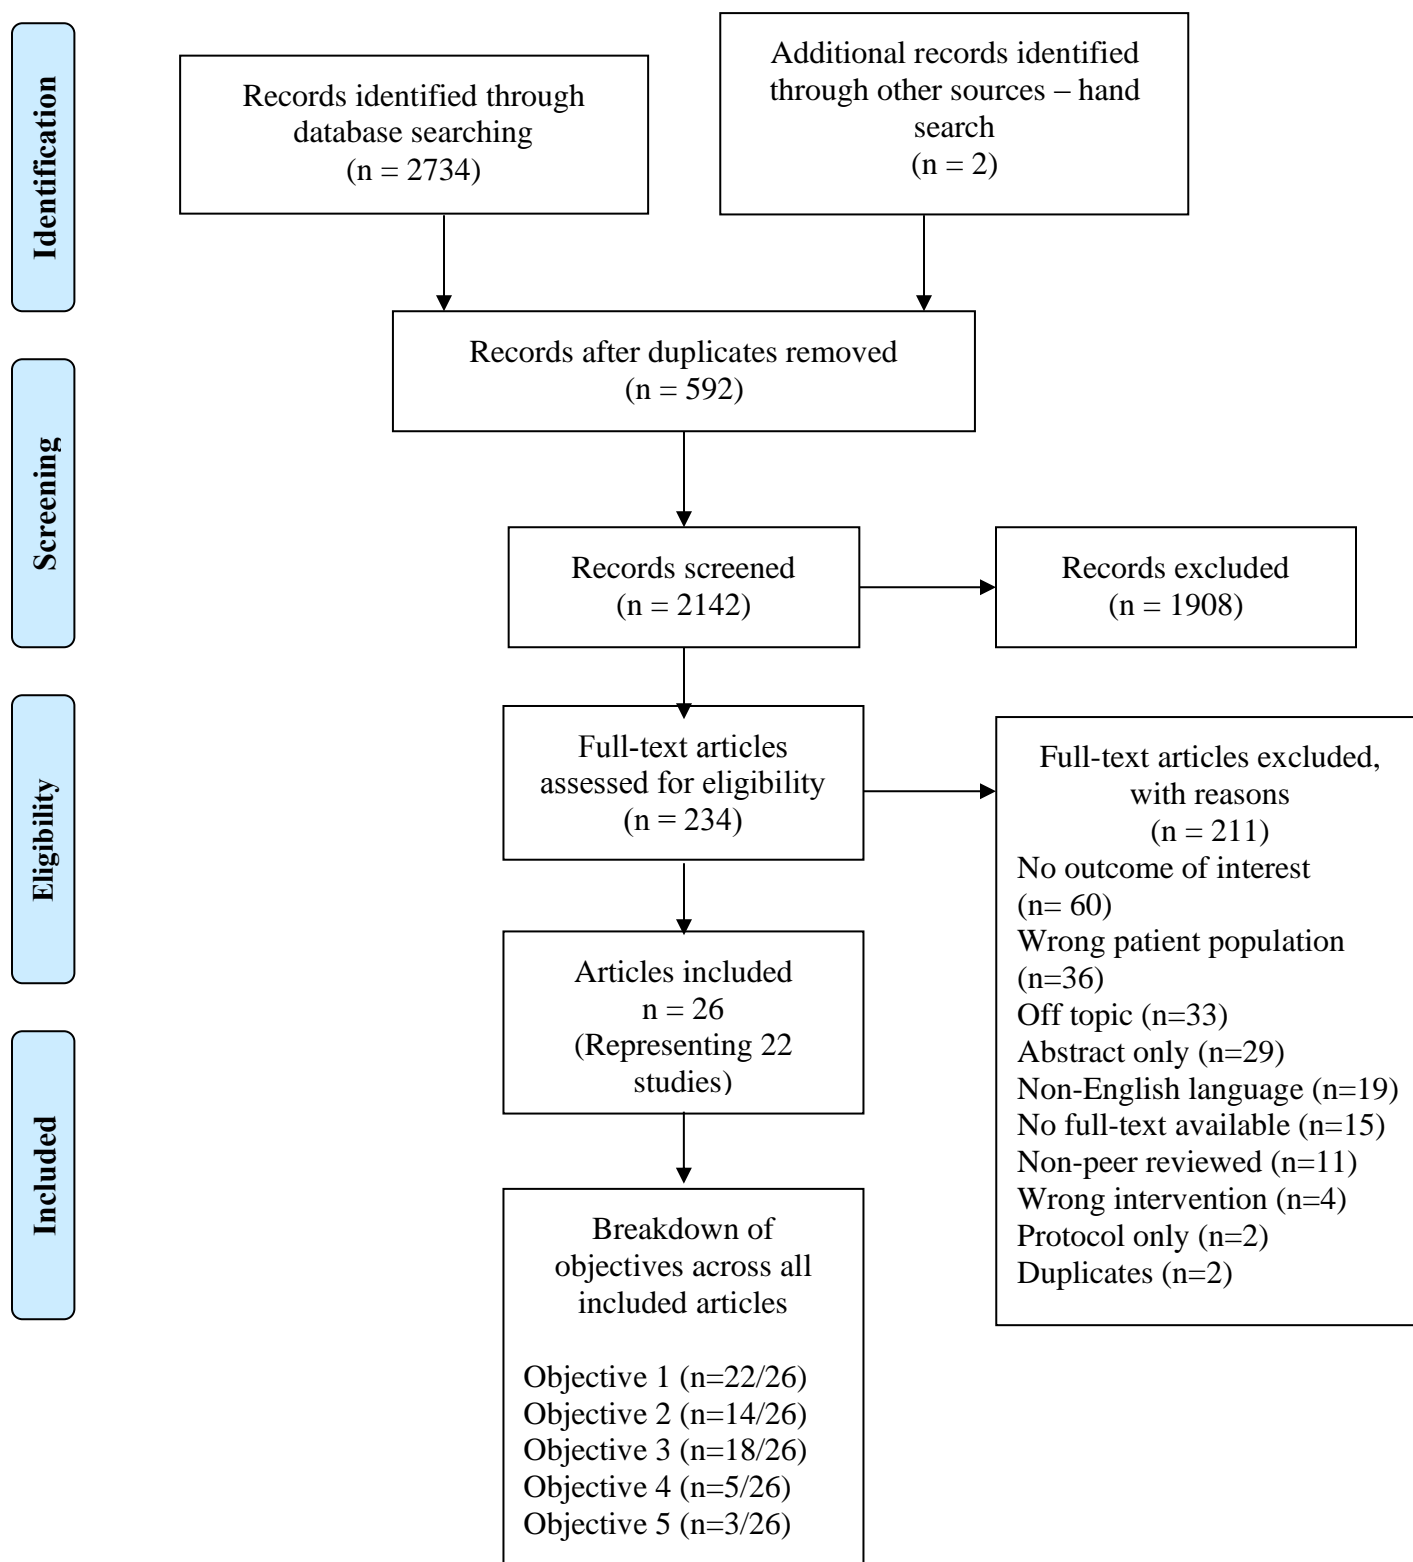 Identification
Records identified through
database searching
(n = 2734)
Additional records identified
through other sources – hand
search
(n = 2)
Records after duplicates removed
(n = 592)
Screening
Records screened
(n = 2142)
Records excluded
(n = 1908)
Eligibility
Full-text articles
assessed for eligibility
(n = 234)
Full-text articles excluded,
with reasons
(n = 211)
No outcome of interest
(n= 60)
Wrong patient population
(n=36)
Off topic (n=33)
Abstract only (n=29)
Non-English language (n=19)
No full-text available (n=15)
Non-peer reviewed (n=11)
Wrong intervention (n=4)
Protocol only (n=2)
Duplicates (n=2)
Articles included
n = 26
(Representing 22
studies)
Included
Breakdown of
objectives across all
included articles
Objective 1 (n=22/26)
Objective 2 (n=14/26)
Objective 3 (n=18/26)
Objective 4 (n=5/26)
Objective 5 (n=3/26)